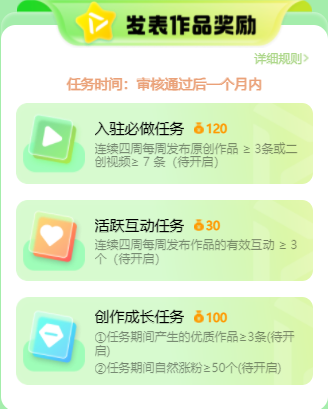 发表作品奖励
详细规则>
任务时间：审核通过后一个月内
入驻必做任务 120
连续四周每周发布原创作品 ≥ 3条或二
创视频≥ 7 条（待开启）
活跃互动任务 30
连续四周每周发布作品的有效互动 ≥ 3
个（待开启）
创作成长任务 100
①任务期间产生的优质作品≥3条(待开
启)
②任务期间自然涨粉≥50个(待开启)